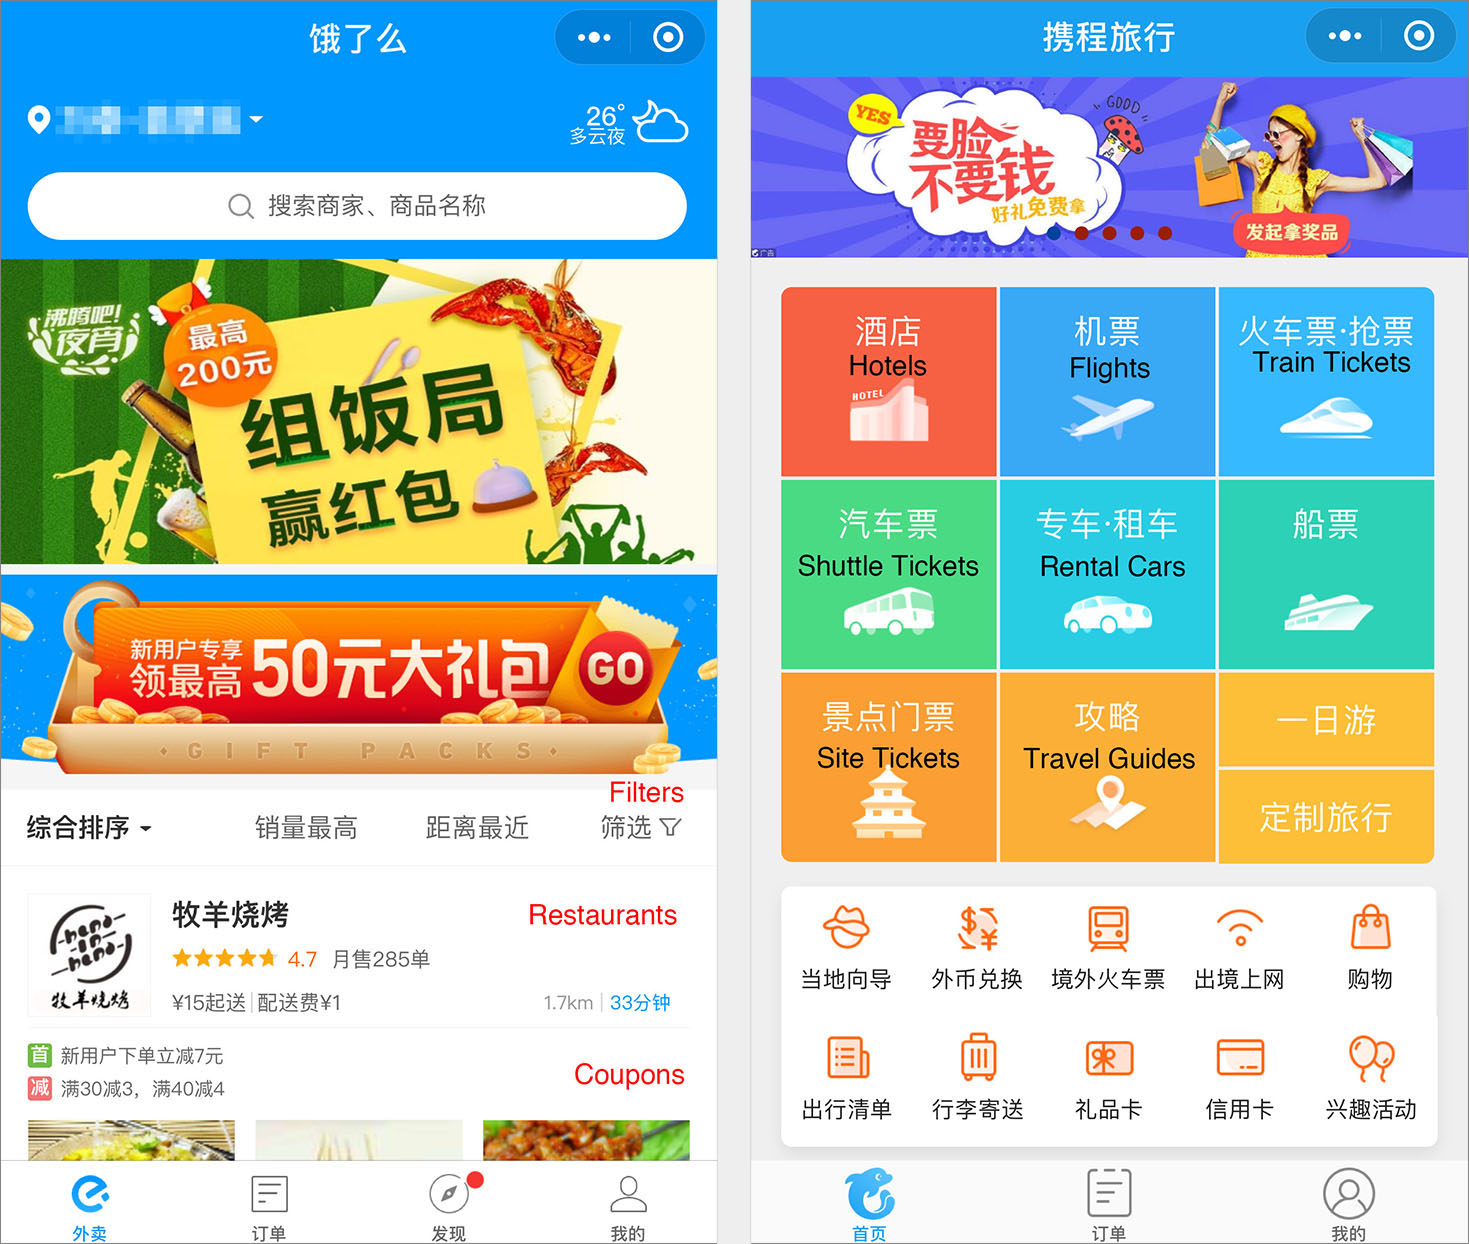 饿了么
26°
多云夜
搜索商家、商品名称
沸腾吧!
夜宵
最高
200元
组饭局
赢红包
新用户专享
领最高50元大礼包
GO
GIFT PACKS
Filters
综合排序
销量最高
距离最近
筛选
牧羊烧烤
牧羊烧烤
Restaurants
4.7 月售285单
¥15起送 配送费¥1
1.7km 33分钟
首 新用户下单立减7元
减 满30减3，满40减4
Coupons
外卖
订单
发现
我的
携程旅行
YES
要脸
不要钱
好礼免费拿
GOOD
发起拿奖品
广告
酒店
Hotels
HOTEL
机票
Flights
火车票·抢票
Train Tickets
汽车票
Shuttle Tickets
专车·租车
Rental Cars
船票
景点门票
Site Tickets
攻略
Travel Guides
一日游
定制旅行
当地向导
外币兑换
境外火车票
出境上网
购物
出行清单
行李寄送
礼品卡
信用卡
兴趣活动
首页
订单
我的